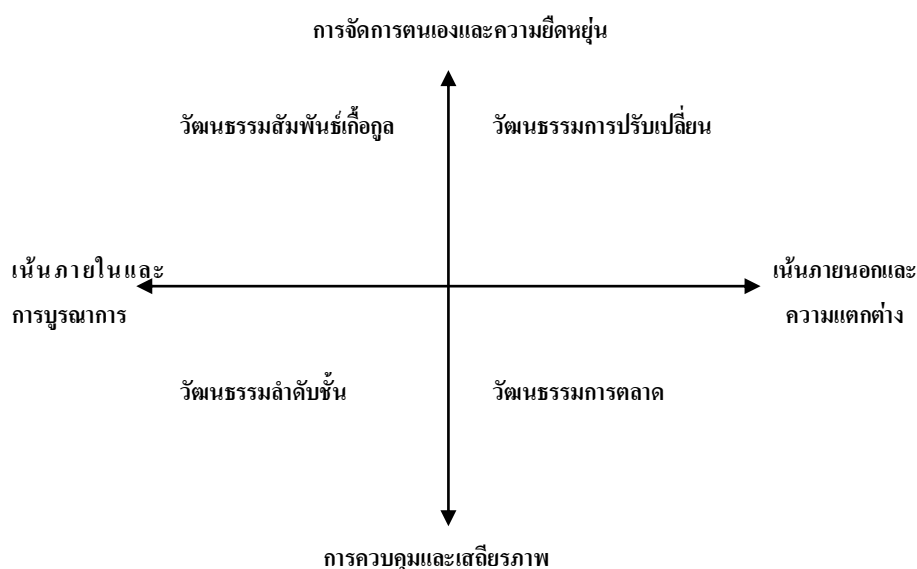 การจัดการตนเองและความยืดหยุ่น
วัฒนธรรมสัมพันธ์เกื้อกูล
วัฒนธรรมการปรับเปลี่ยน
เน้นภายในและ
การบูรณาการ
เน้นภายนอกและ
ความแตกต่าง
วัฒนธรรมลำดับชั้น
วัฒนธรรมการตลาด
การควบคุมและเสถียรภาพ